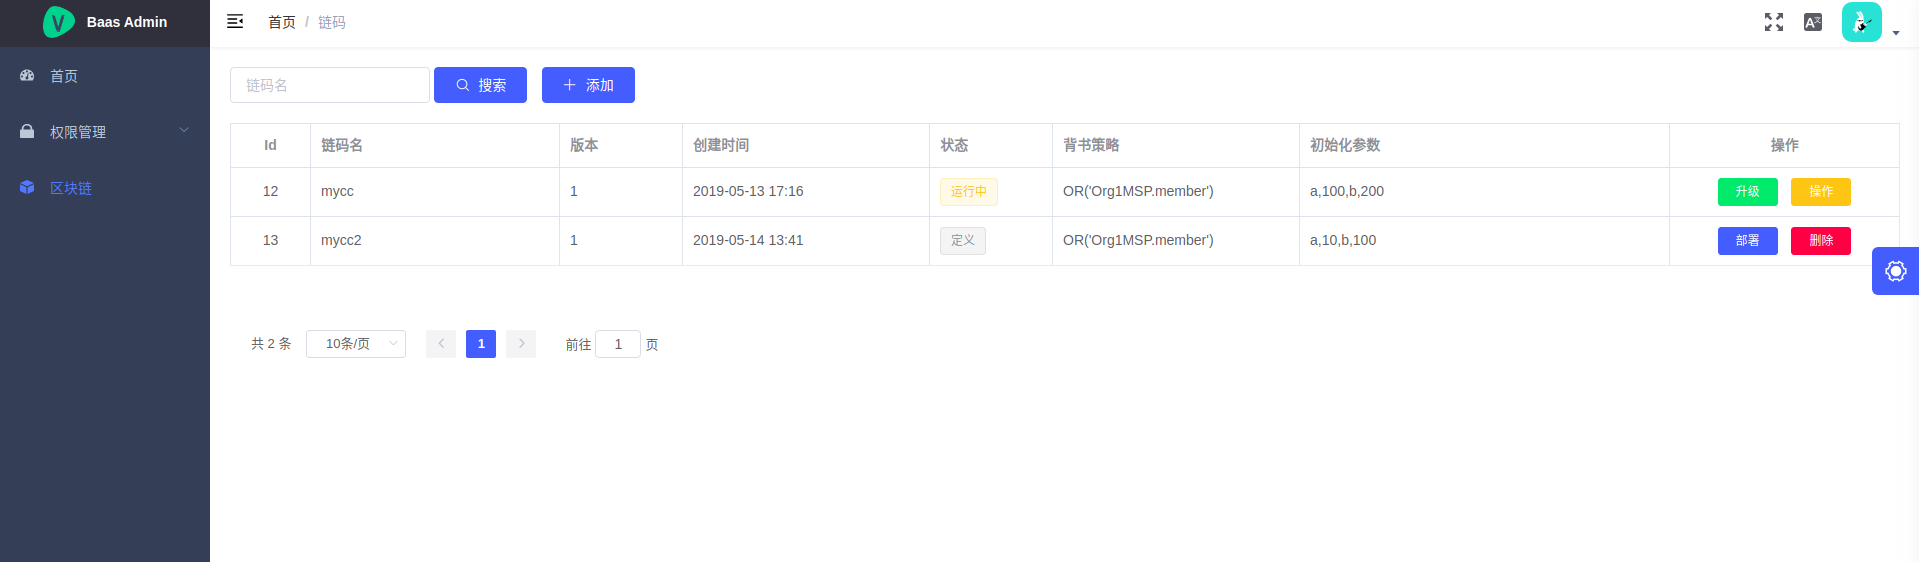 Baas Admin
首页 / 链码
首页
权限管理
区块链
链码名
搜索
添加
Id 链码名 版本 创建时间 状态 背书策略 初始化参数 操作
12 mycc 1 2019-05-13 17:16 运行中 OR('Org1MSP.member') a,100,b,200 升级 操作
13 mycc2 1 2019-05-14 13:41 定义 OR('Org1MSP.member') a,10,b,100 部署 删除
共 2 条 10条/页 1 前往 1 页